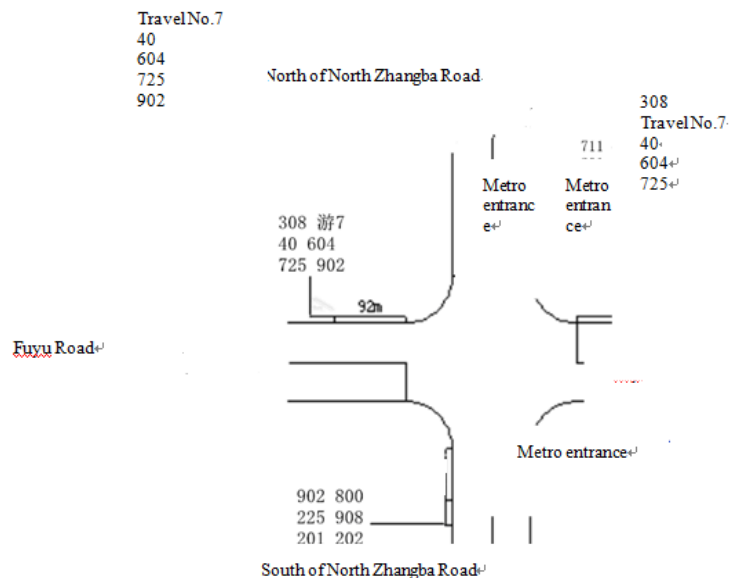 Travel No.7
40
604
725
902
North of North Zhangba Road
308
Travel No.7
40
604
725
711
Metro
entranc
e
Metro
entran
ce
308 游7
40 604
725 902
92m
Fuyu Road
Metro entrance
902 800
225 908
201 202
South of North Zhangba Road